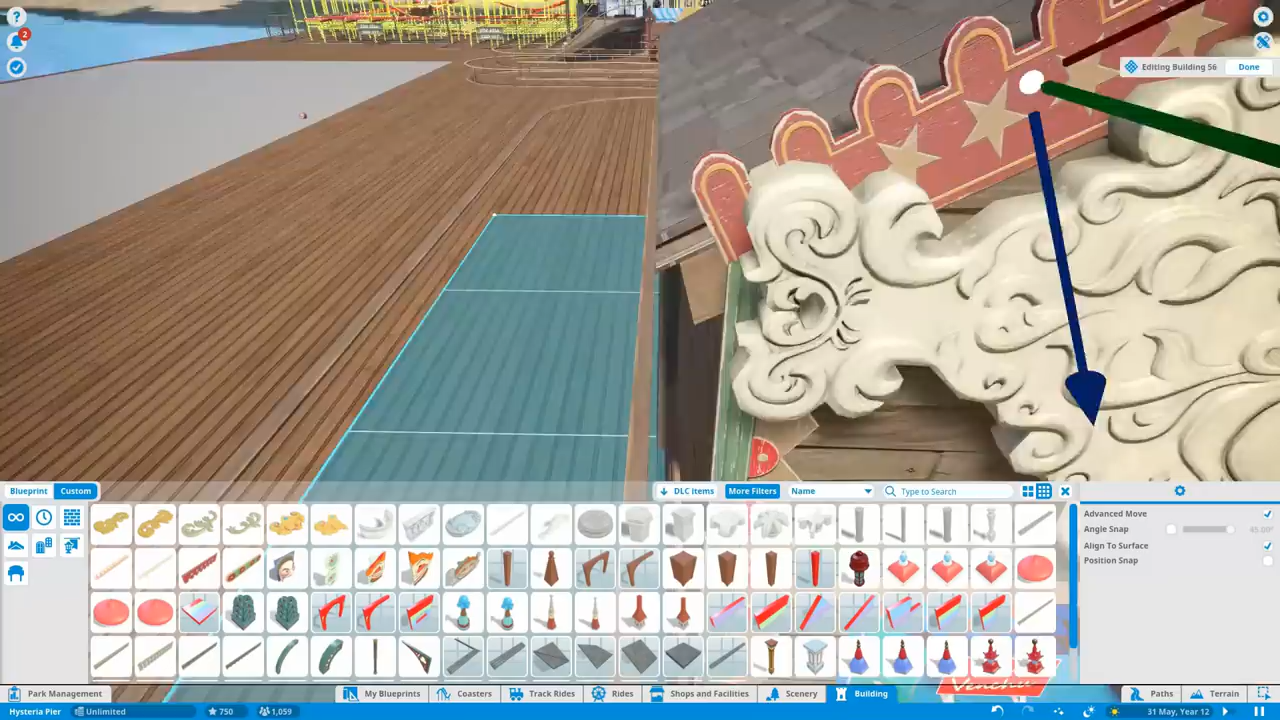 ?
2
Editing Building 56
Done
Blueprint
Custom
DLC items
More Filters
Name
Type to Search
Advanced Move
Angle Snap
45.00°
Align To Surface
Position Snap
Park Management
My Blueprints
Coasters
Track Rides
Rides
Shops and Facilities
Scenery
Building
Paths
Terrain
Hysteria Pier
Unlimited
750
1,059
31 May, Year 12